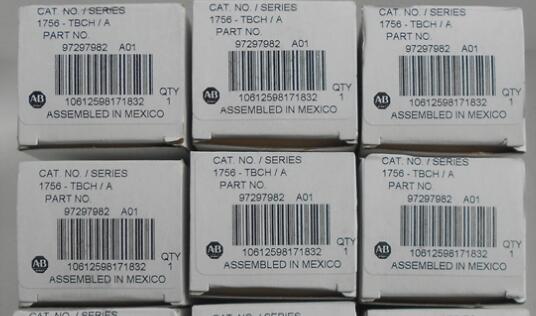 CAT. NO. / SERIES
1756 - TBCH / A
PART NO.
97297982 A01
AB
QTY
10612598171832 1
ASSEMBLED IN MEXICO
CAT. NO. / SERIES
1756 - TBCH / A
PART NO.
97297982 A01
AB
QTY
10612598171832 1
ASSEMBLED IN MEXICO
CAT. NO. / SERIES
1756 - TBCH / A
PART NO.
97297982 A01
AB
QTY
10612598171832 1
ASSEMBLED IN MEXICO
CAT. NO. / SERIES
1756 - TBCH / A
PART NO.
97297982 A01
AB
QTY
10612598171832 1
ASSEMBLED IN MEXICO
CAT. NO. / SERIES
1756 - TBCH / A
PART NO.
97297982 A01
AB
QTY
10612598171832 1
ASSEMBLED IN MEXICO
CAT. NO. / SERIES
1756 - TBCH / A
PART NO.
97297982 A01
AB
QTY
10612598171832 1
ASSEMBLED IN MEXICO